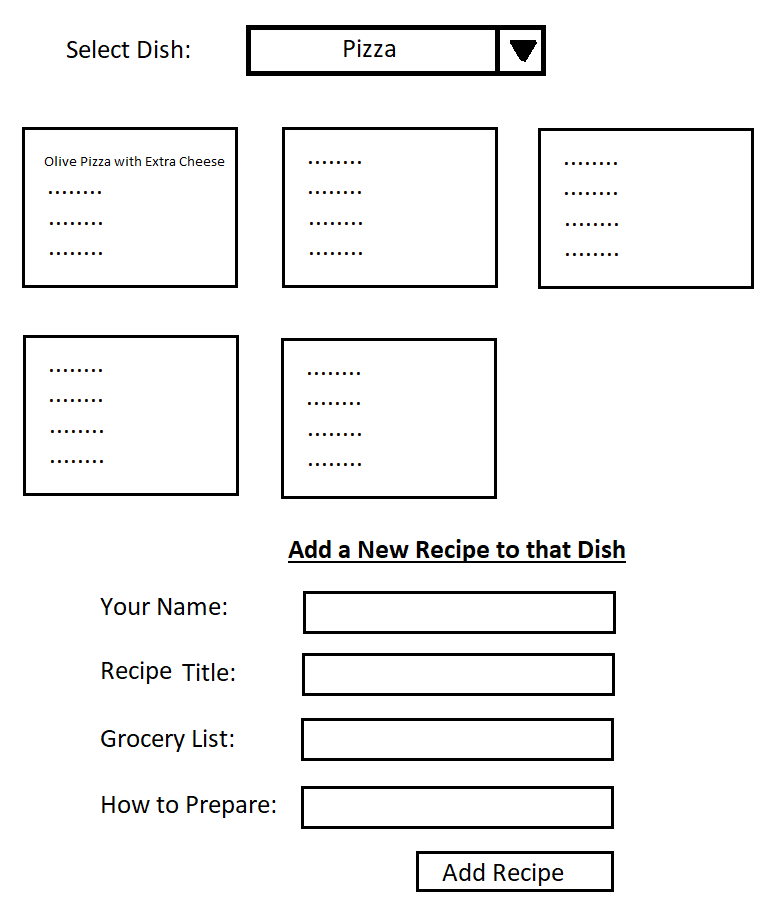 Select Dish: Pizza
Olive Pizza with Extra Cheese
........ ........ ........
........ ........ ........
........ ........ ........
........ ........
........ ........
........ ........
........ ........
........ ........
Add a New Recipe to that Dish
Your Name:
Recipe Title:
Grocery List:
How to Prepare:
Add Recipe